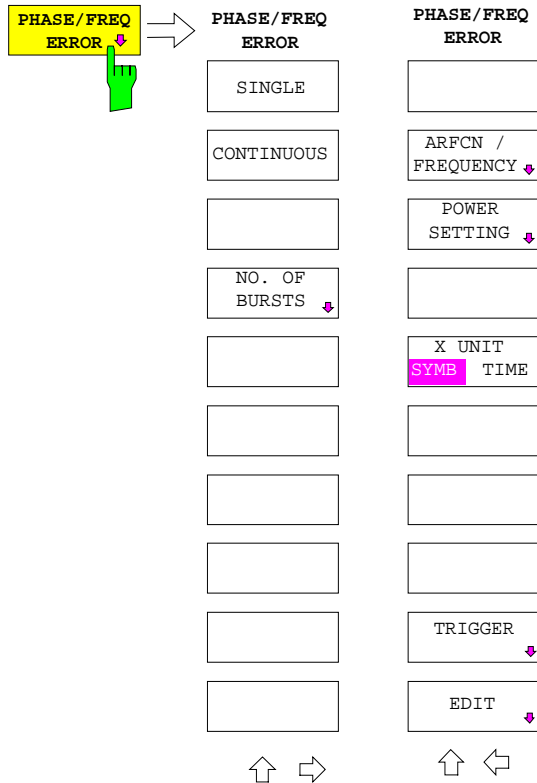 PHASE/FREQ
ERROR
PHASE/FREQ
ERROR
SINGLE
CONTINUOUS
NO. OF
BURSTS
PHASE/FREQ
ERROR
ARFCN /
FREQUENCY
POWER
SETTING
X UNIT
SYMB TIME
TRIGGER
EDIT